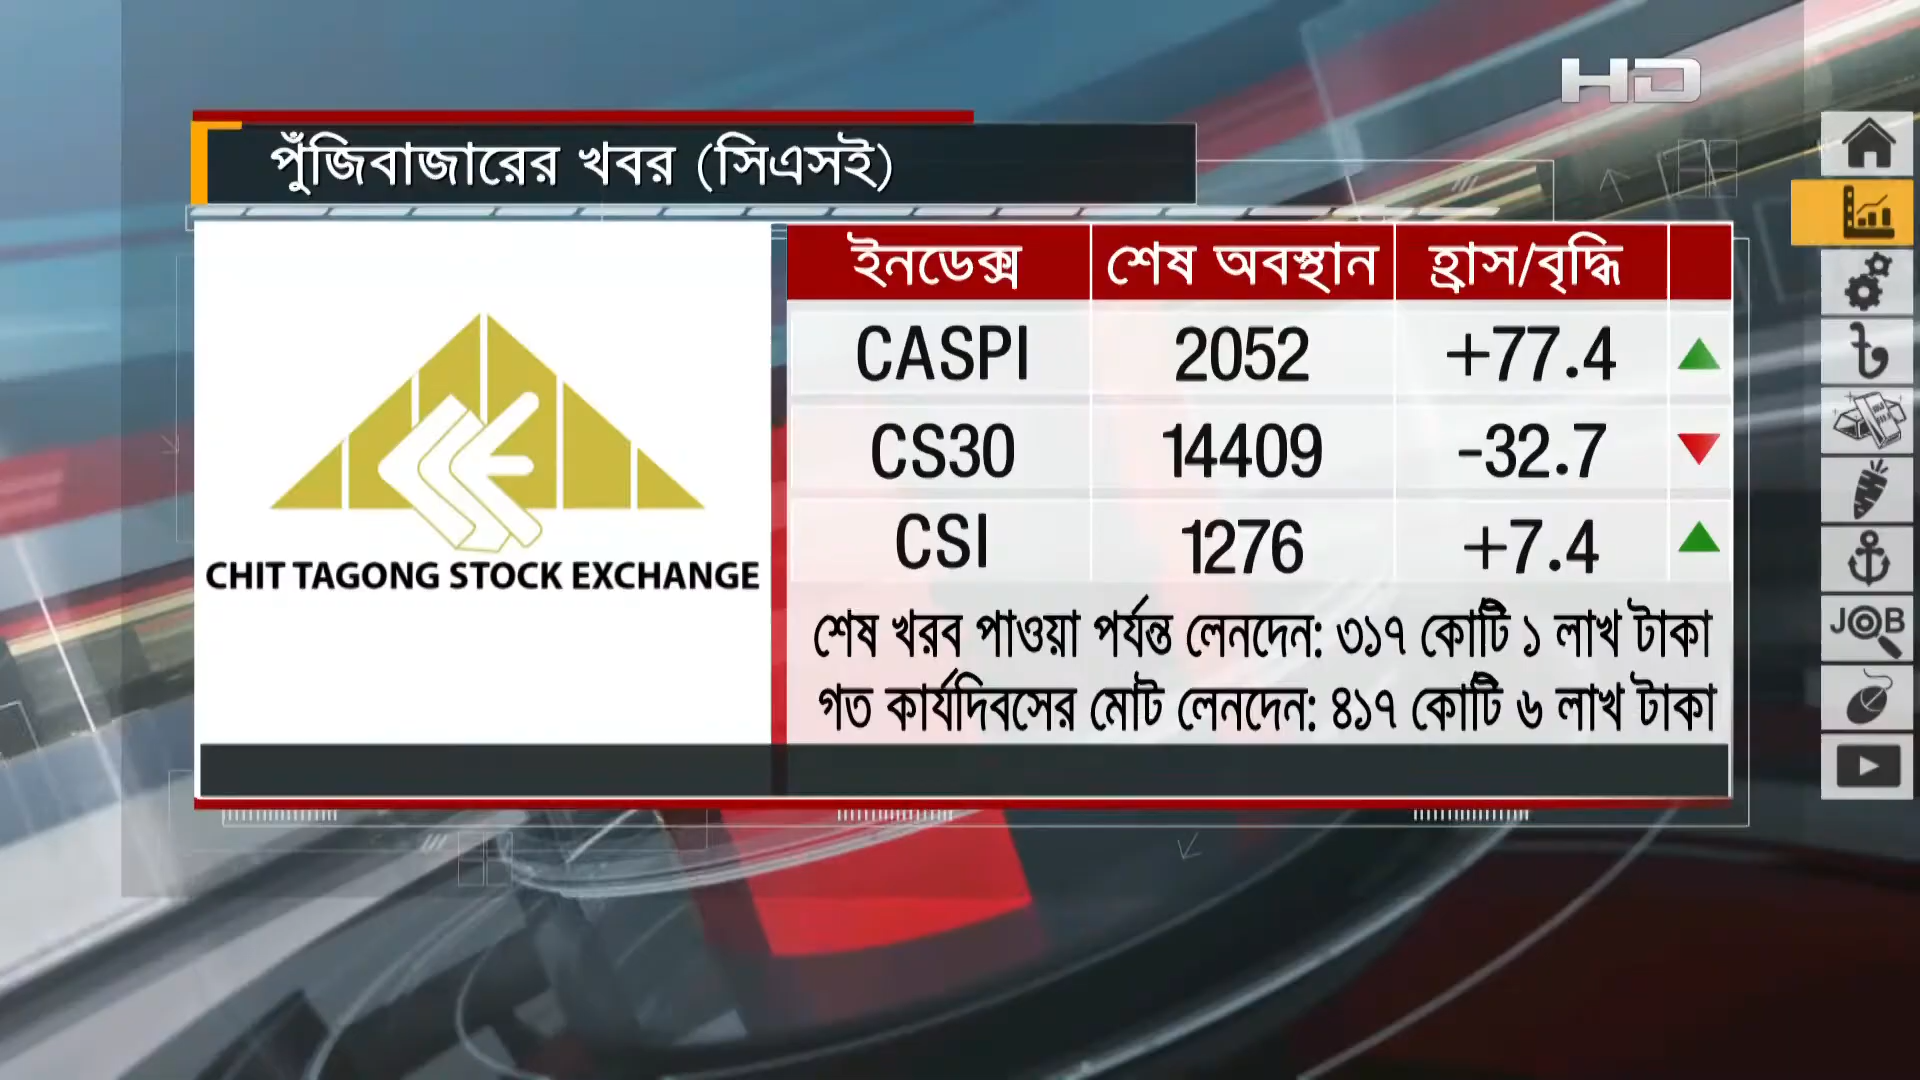 HD
পুঁজিবাজারের খবর (সিএসই)
ইনডেক্স শেষ অবস্থান হ্রাস/বৃদ্ধি
CASPI 2052 +77.4
CS30 14409 -32.7
CSI 1276 +7.4
CHIT TAGONG STOCK EXCHANGE
শেষ খরব পাওয়া পর্যন্ত লেনদেন: ৩১৭ কোটি ১ লাখ টাকা
গত কার্যদিবসের মোট লেনদেন: ৪১৭ কোটি ৬ লাখ টাকা
৳
JOB